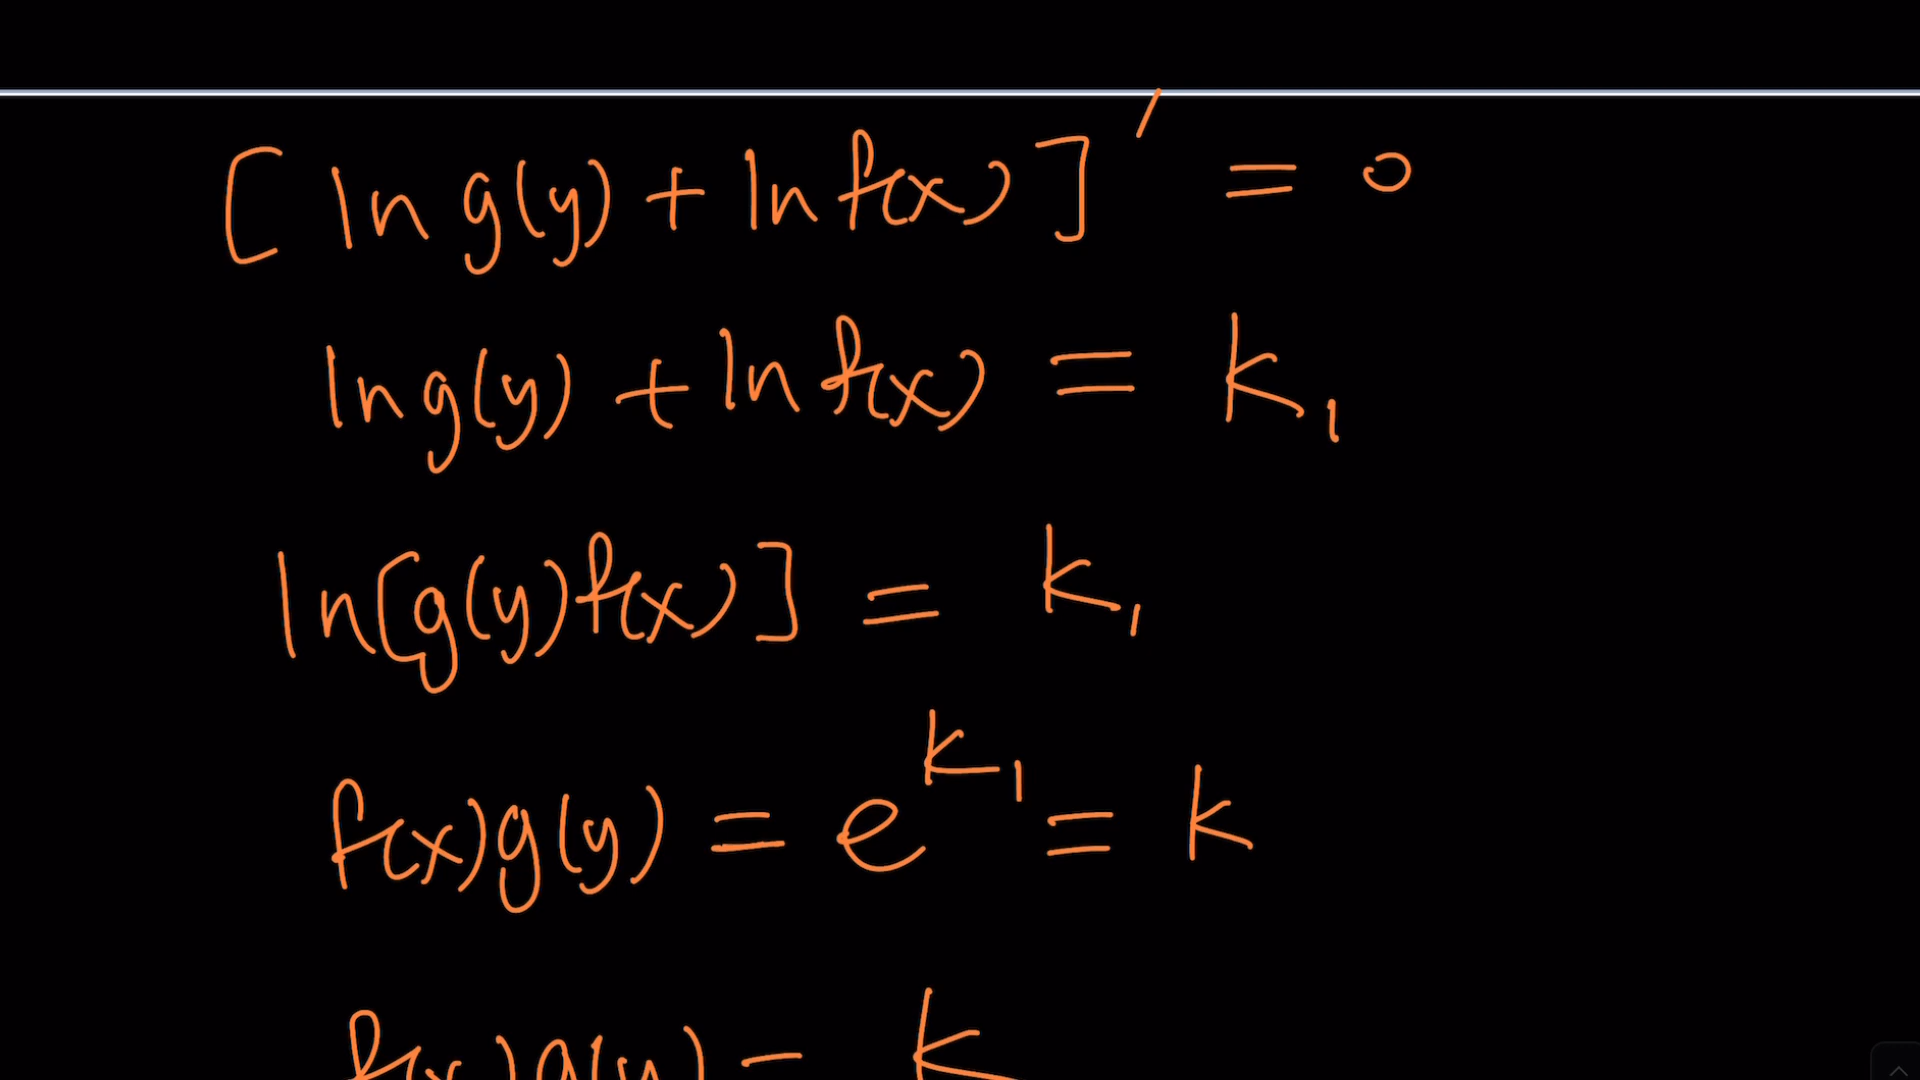 [ln g(y) + ln f(x)]' = 0
ln g(y) + ln f(x) = k₁
ln[g(y)f(x)] = k₁
f(x)g(y) = e^k₁ = k
f(x)g(y) = k